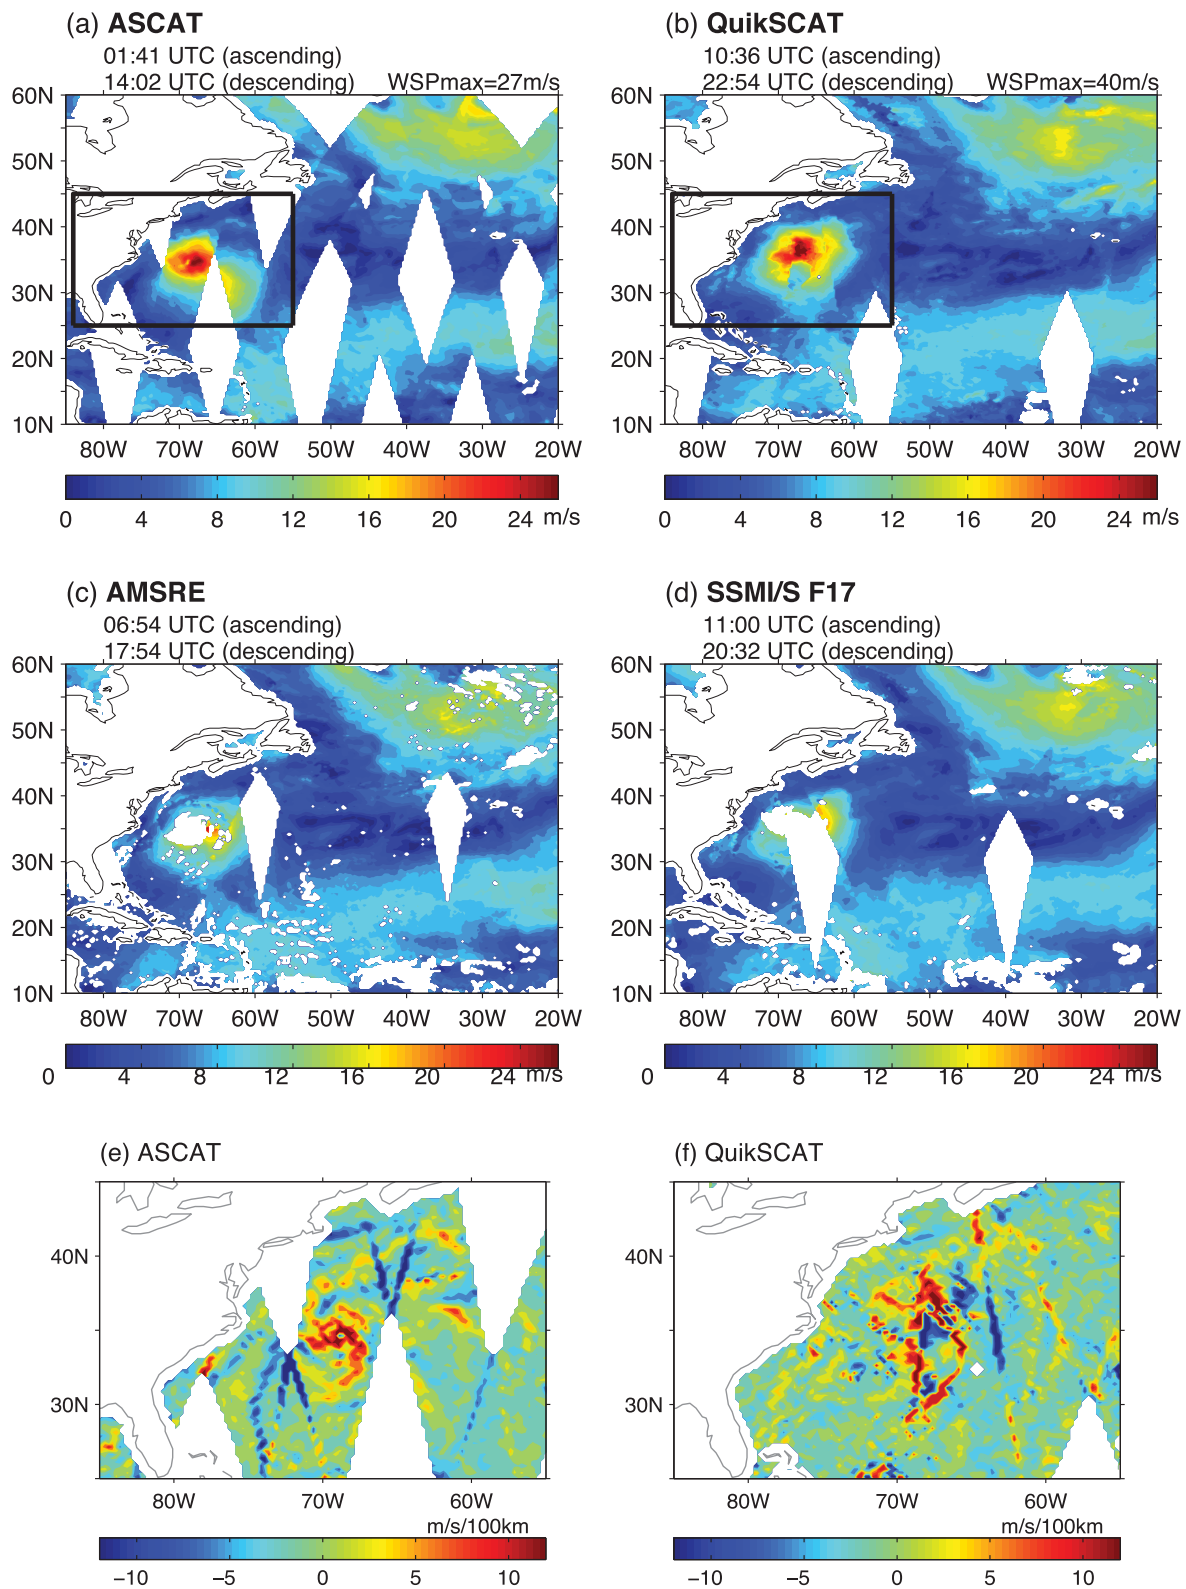 (a) ASCAT
01:41 UTC (ascending)
14:02 UTC (descending) WSPmax=27m/s
60N
50N
40N
30N
20N
10N
80W 70W 60W 50W 40W 30W 20W
0 4 8 12 16 20 24 m/s
(b) QuikSCAT
10:36 UTC (ascending)
22:54 UTC (descending) WSPmax=40m/s
60N
50N
40N
30N
20N
10N
80W 70W 60W 50W 40W 30W 20W
0 4 8 12 16 20 24 m/s
(c) AMSRE
06:54 UTC (ascending)
17:54 UTC (descending)
60N
50N
40N
30N
20N
10N
80W 70W 60W 50W 40W 30W 20W
0 4 8 12 16 20 24 m/s
(d) SSMI/S F17
11:00 UTC (ascending)
20:32 UTC (descending)
60N
50N
40N
30N
20N
10N
80W 70W 60W 50W 40W 30W 20W
0 4 8 12 16 20 24 m/s
(e) ASCAT
40N
30N
80W 70W 60W
m/s/100km
−10 −5 0 5 10
(f) QuikSCAT
40N
30N
80W 70W 60W
m/s/100km
−10 −5 0 5 10